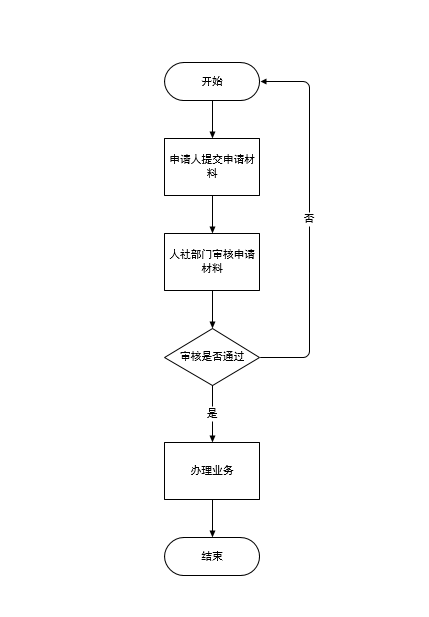 开始
申请人提交申请材
料
否
人社部门审核申请
材料
审核是否通过
是
办理业务
结束